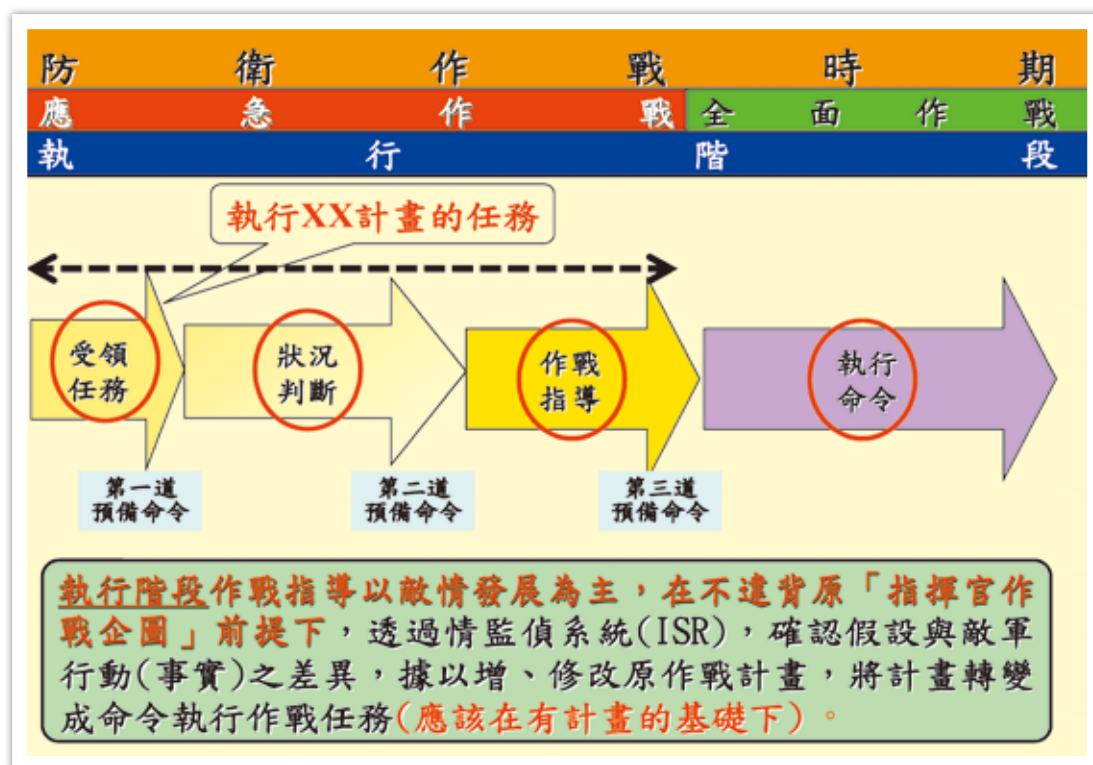 防衛作戰時期
應急作戰 全面作戰
執行階段
執行XX計畫的任務
受領
任務
狀況
判斷
作戰
指導
執行
命令
第一道
預備命令
第二道
預備命令
第三道
預備命令
執行階段作戰指導以敵情發展為主，在不違背原「指揮官作
戰企圖」前提下，透過情監偵系統(ISR)，確認假設與敵軍
行動(事實)之差異，據以增、修改原作戰計畫，將計畫轉變
成命令執行作戰任務(應該在有計畫的基礎下)。